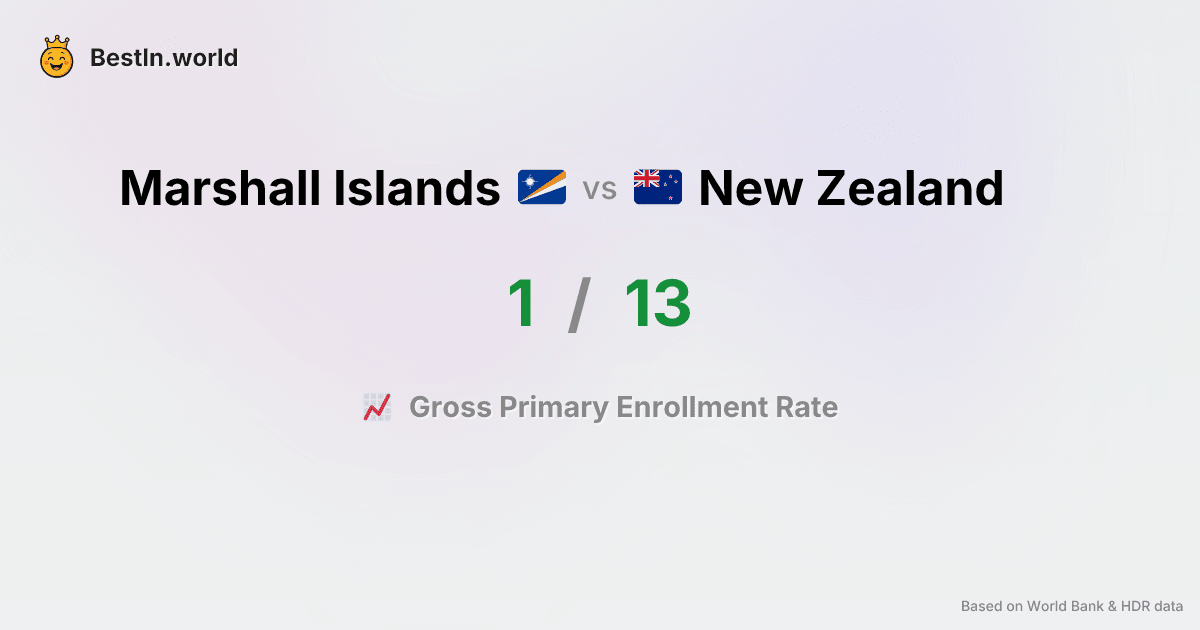 BestIn.world
Marshall Islands vs New Zealand
1 / 13
Gross Primary Enrollment Rate
Based on World Bank & HDR data